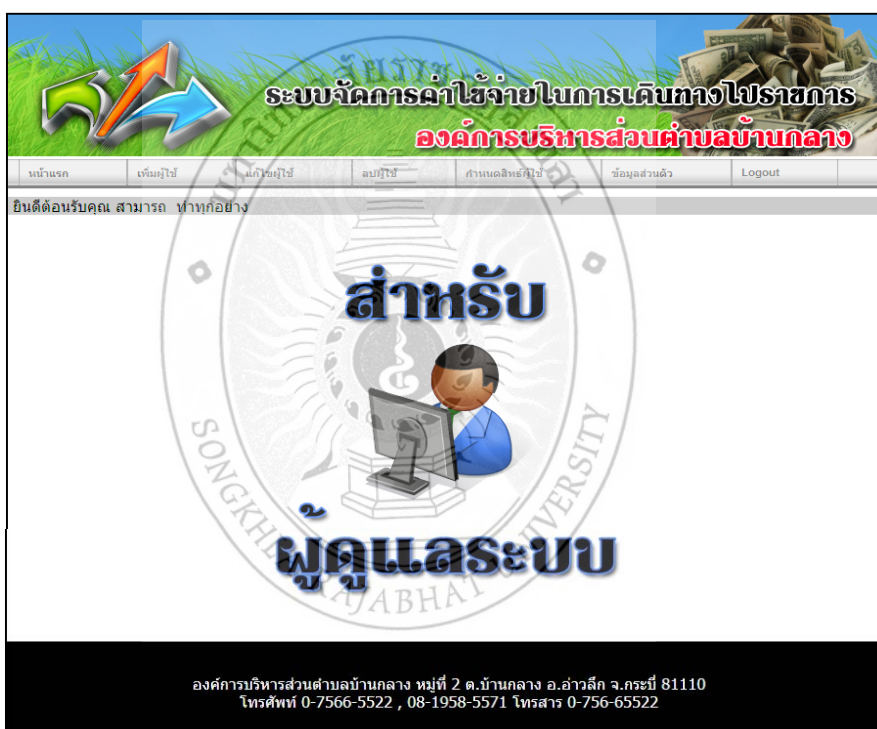 ระบบจัดการค่าใช้จ่ายในการเดินทางไปราชการ
องค์การบริหารส่วนตำบลบ้านกลาง
หน้าแรก เพิ่มผู้ใช้ แก้ไขผู้ใช้ ลบผู้ใช้ กำหนดสิทธิ์ผู้ใช้ ข้อมูลส่วนตัว Logout
ยินดีต้อนรับคุณ สามารถ ทำทุกอย่าง
สำหรับ
ผู้ดูแลระบบ
SONGKHLA RAJABHAT UNIVERSITY
องค์การบริหารส่วนตำบลบ้านกลาง หมู่ที่ 2 ต.บ้านกลาง อ.อ่าวลึก จ.กระบี่ 81110
โทรศัพท์ 0-7566-5522 , 08-1958-5571 โทรสาร 0-756-65522